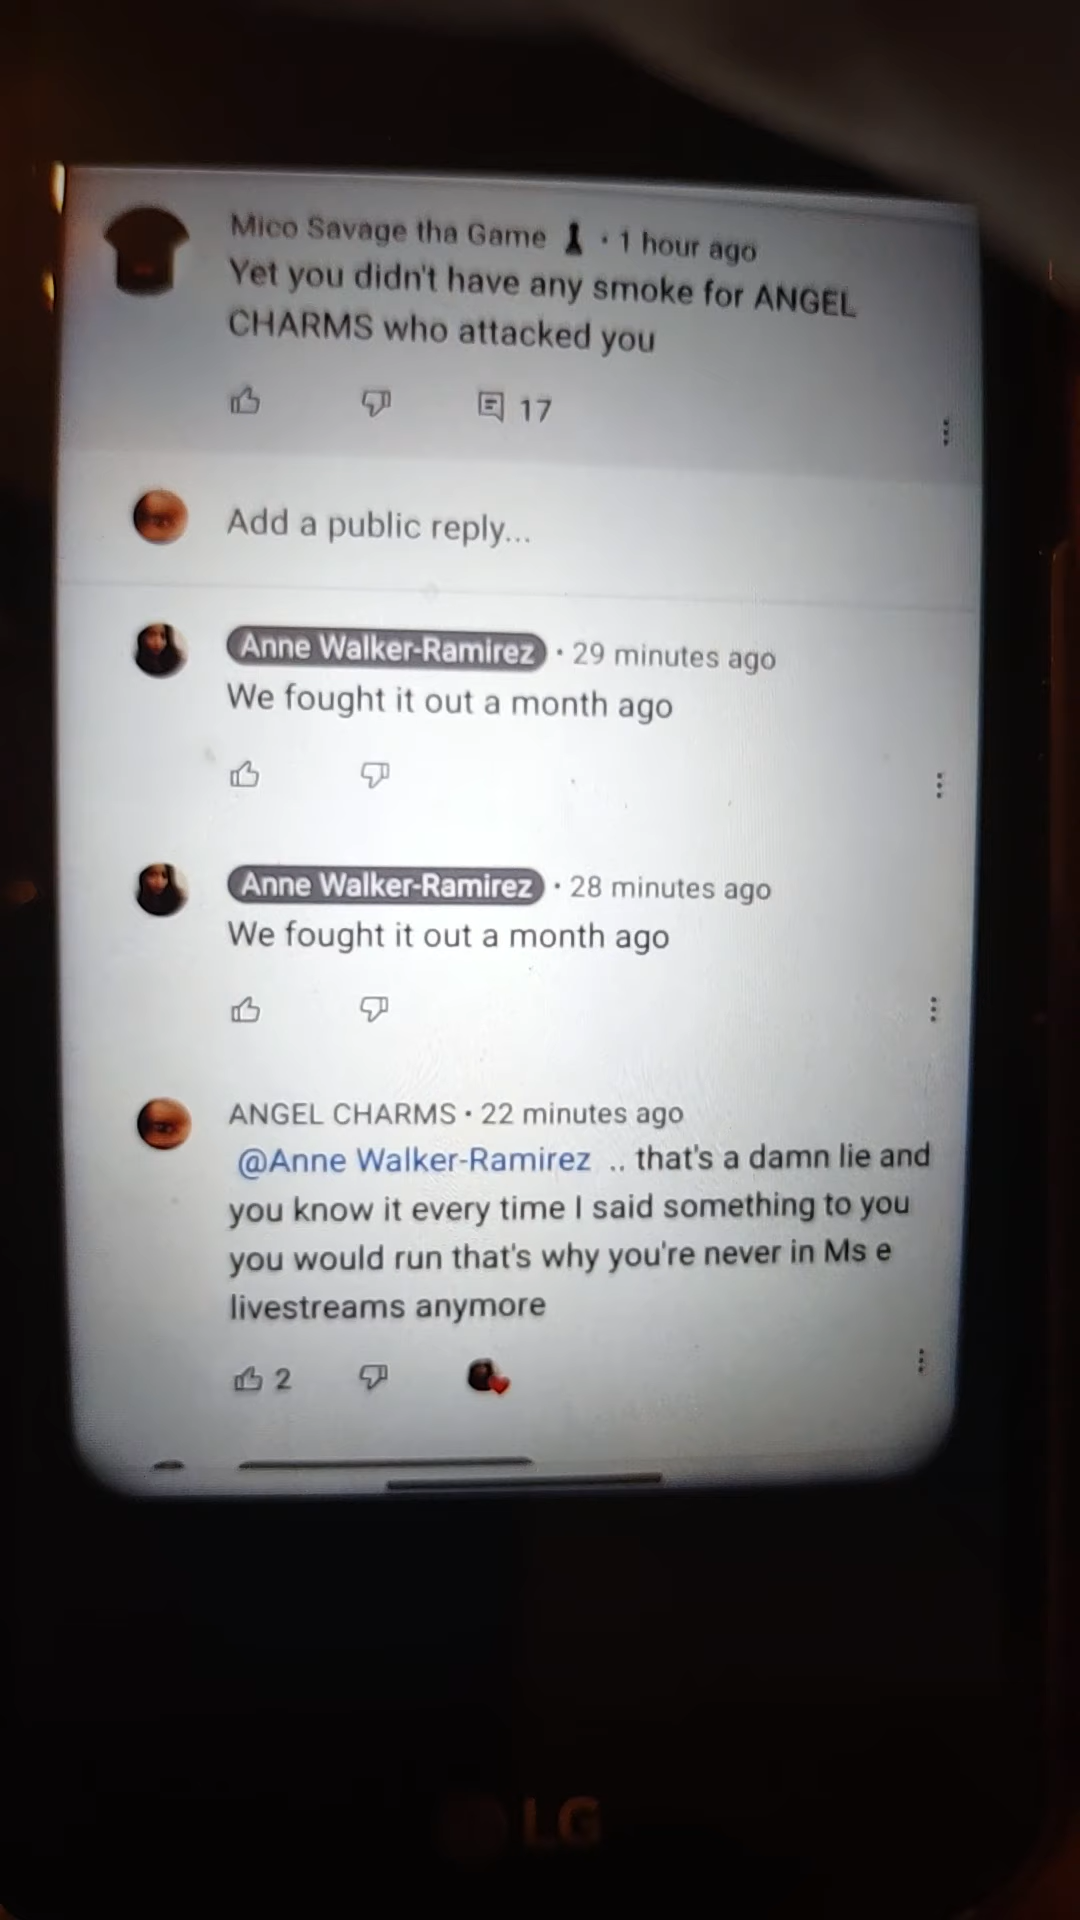 Mico Savage tha Game ♟ · 1 hour ago
Yet you didn't have any smoke for ANGEL
CHARMS who attacked you
17
Add a public reply...
Anne Walker-Ramirez · 29 minutes ago
We fought it out a month ago
Anne Walker-Ramirez · 28 minutes ago
We fought it out a month ago
ANGEL CHARMS · 22 minutes ago
@Anne Walker-Ramirez .. that's a damn lie and
you know it every time I said something to you
you would run that's why you're never in Ms e
livestreams anymore
2
LG